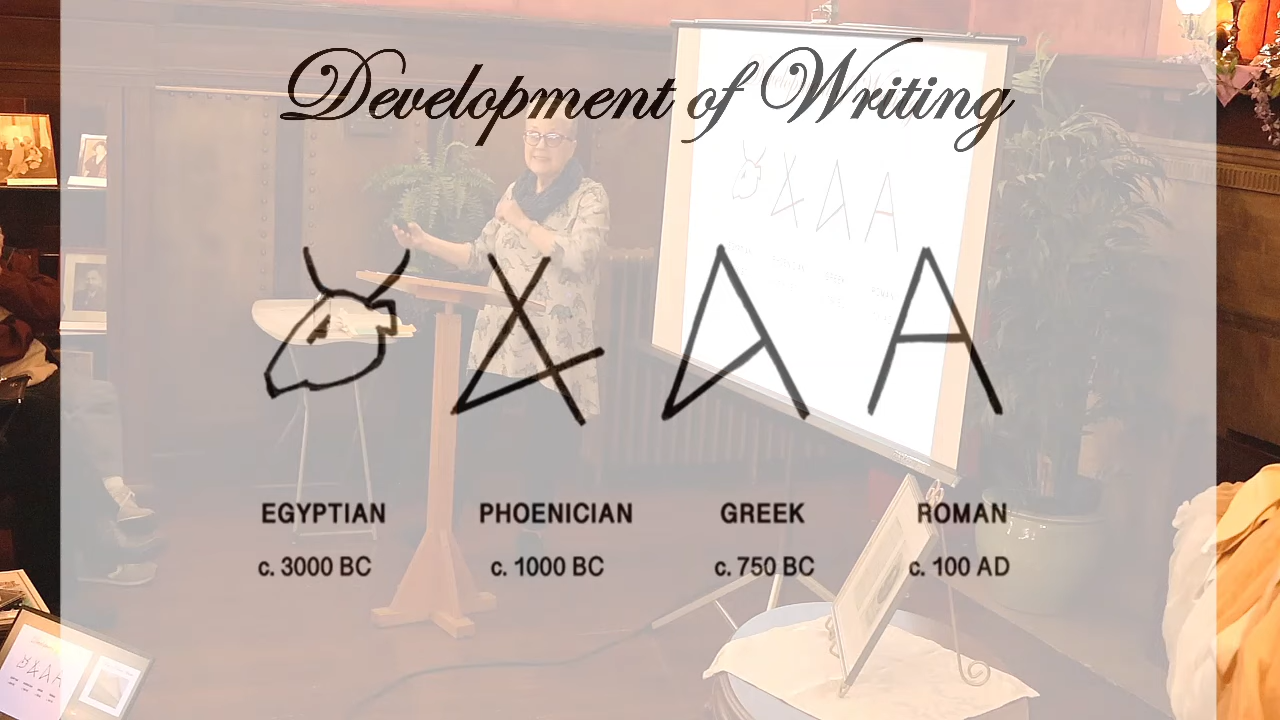 Development of Writing
EGYPTIAN PHOENICIAN GREEK ROMAN
c. 3000 BC c. 1000 BC c. 750 BC c. 100 AD